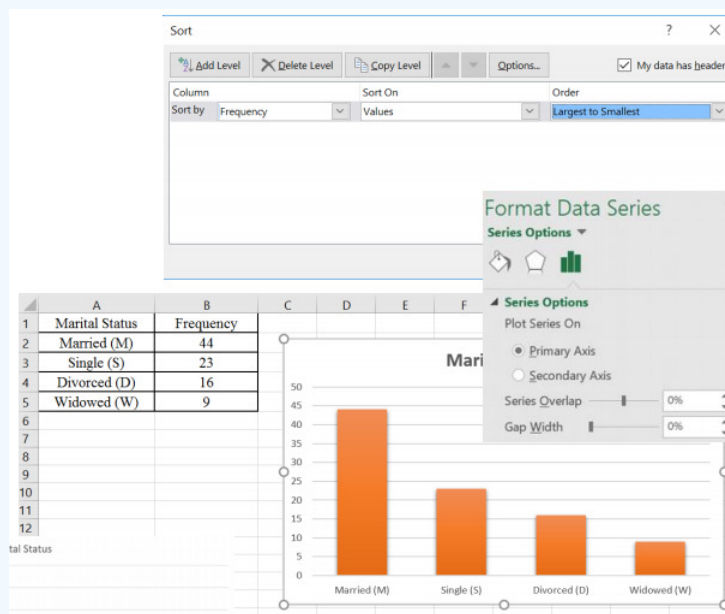 Sort ? ×
Add Level Delete Level Copy Level Options... My data has header
Column Sort On Order
Sort by Frequency Values Largest to Smallest
Format Data Series
Series Options
Series Options
Plot Series On
Primary Axis
Secondary Axis
Series Overlap 0%
Gap Width 0%
A B C D E F
1 Marital Status Frequency
2 Married (M) 44
3 Single (S) 23
4 Divorced (D) 16
5 Widowed (W) 9
6
7
8
9
10
11
12
tal Status
Mari
50
45
40
35
30
25
20
15
10
5
0
Married (M) Single (S) Divorced (D) Widowed (W)